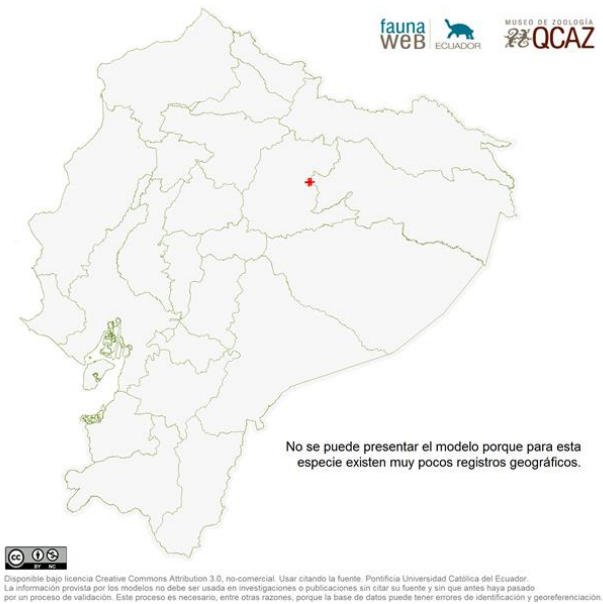 fauna
WEB ECUADOR
MUSEO DE ZOOLOGÍA
QCAZ
No se puede presentar el modelo porque para esta
especie existen muy pocos registros geográficos.
cc
BY NC
Disponible bajo licencia Creative Commons Attribution 3.0, no-comercial. Usar citando la fuente. Pontificia Universidad Católica del Ecuador.
La información provista por los modelos no debe ser usada en investigaciones o publicaciones sin citar su fuente y sin que antes haya pasado
por un proceso de validación. Este proceso es necesario, entre otras razones, porque la base de datos puede tener errores de identificación y georeferenciación.